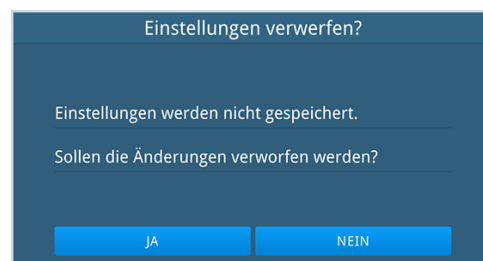 Einstellungen verwerfen?
Einstellungen werden nicht gespeichert.
Sollen die Änderungen verworfen werden?
JA
NEIN